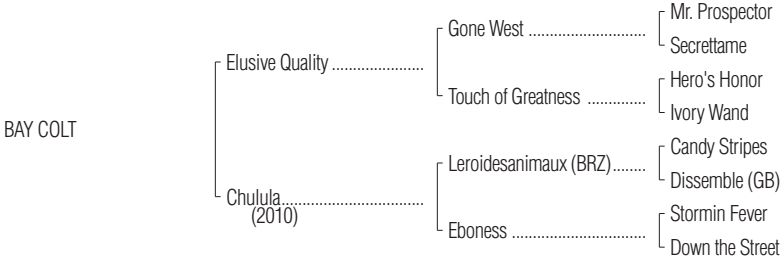 Mr. Prospector
Gone West ............................
Secrettame
Elusive Quality ......................
Hero's Honor
Touch of Greatness ..............
Ivory Wand
BAY COLT
Candy Stripes
Leroidesanimaux (BRZ)........
Dissemble (GB)
Chulula..................................
(2010)
Stormin Fever
Eboness ................................
Down the Street